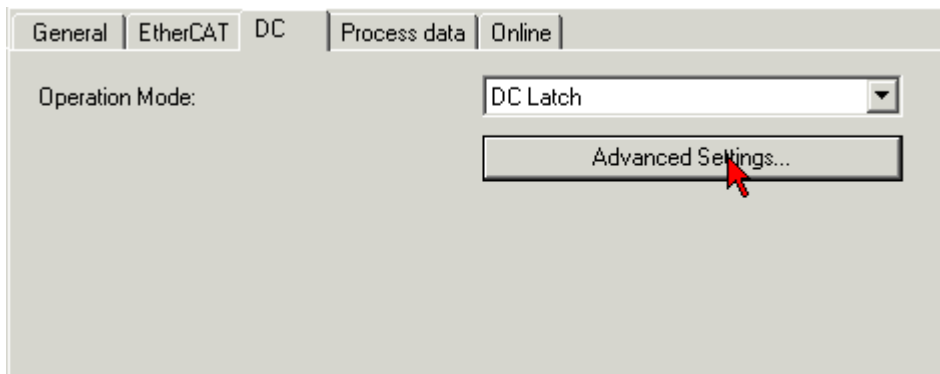 General EtherCAT DC Process data Online
Operation Mode: DC Latch
Advanced Settings...